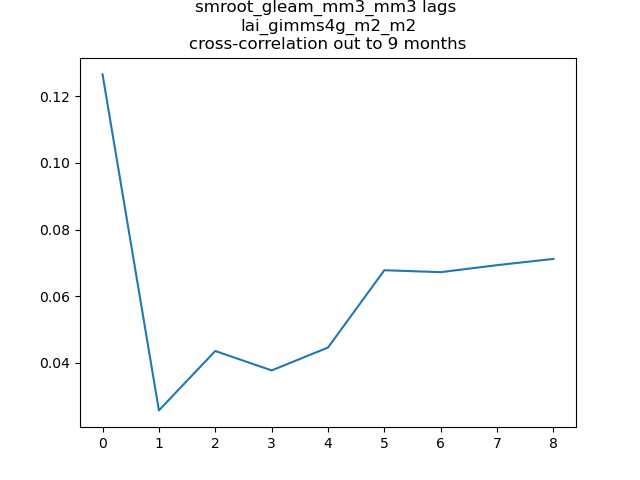 smroot_gleam_mm3_mm3 lags
lai_gimms4g_m2_m2
cross-correlation out to 9 months
0.12
0.10
0.08
0.06
0.04
0 1 2 3 4 5 6 7 8